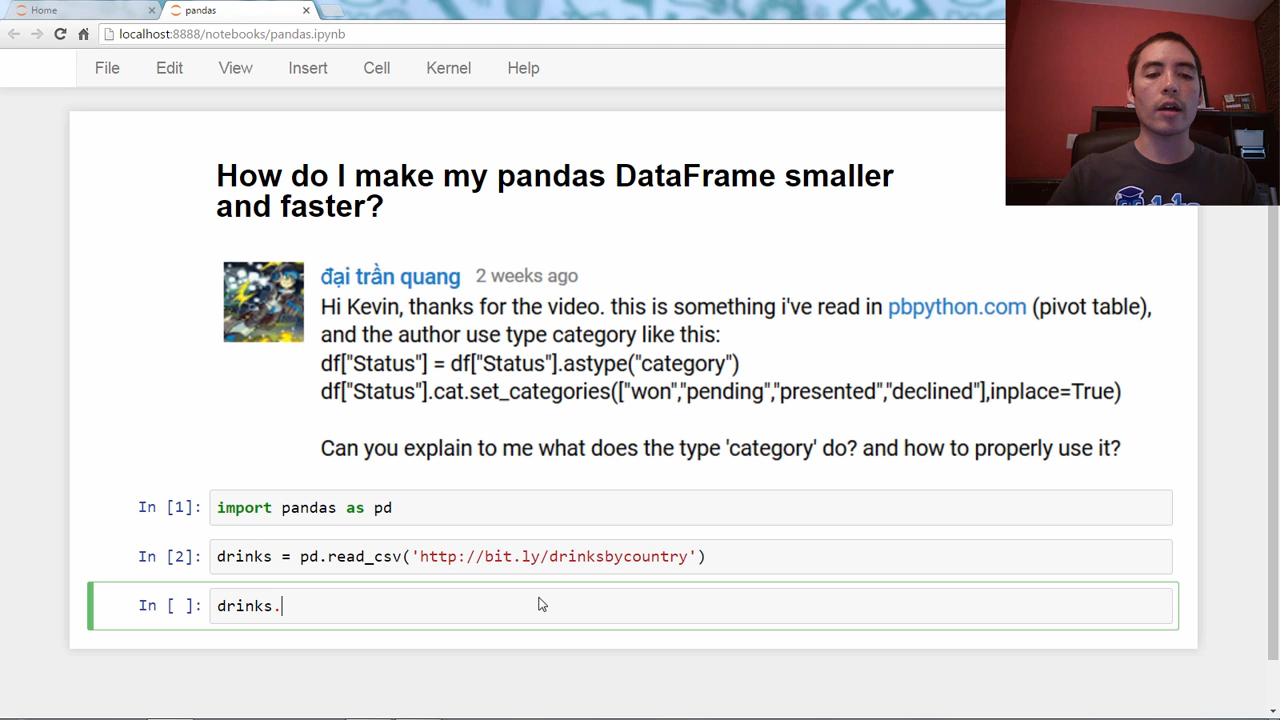 Home
pandas
localhost:8888/notebooks/pandas.ipynb
File Edit View Insert Cell Kernel Help
How do I make my pandas DataFrame smaller
and faster?
đại trần quang 2 weeks ago
Hi Kevin, thanks for the video. this is something i've read in pbpython.com (pivot table),
and the author use type category like this:
df["Status"] = df["Status"].astype("category")
df["Status"].cat.set_categories(["won","pending","presented","declined"],inplace=True)
Can you explain to me what does the type 'category' do? and how to properly use it?
In [1]: import pandas as pd
In [2]: drinks = pd.read_csv('http://bit.ly/drinksbycountry')
In [ ]: drinks.